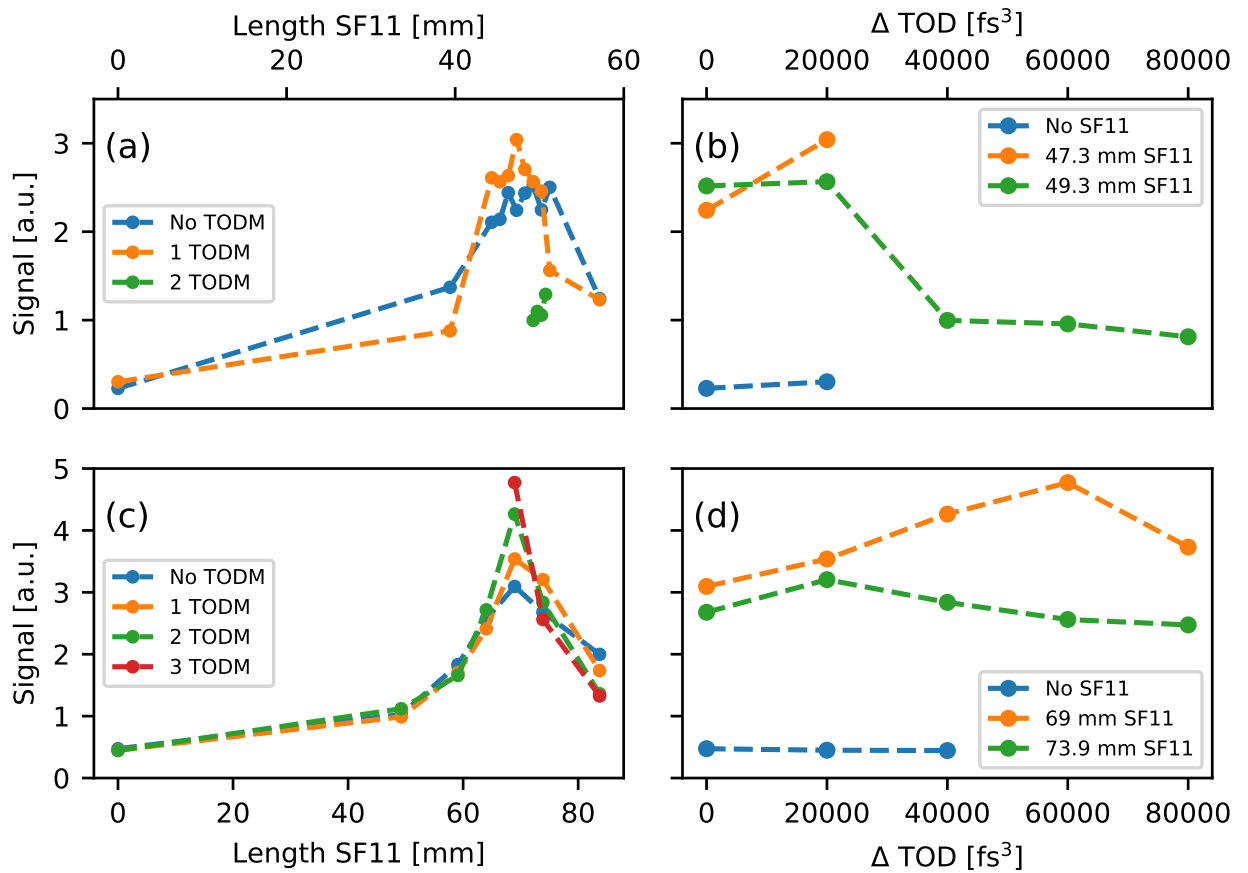 Length SF11 [mm]
0 20 40 60
Δ TOD [fs³]
0 20000 40000 60000 80000
Signal [a.u.]
3
2
1
0
(a)
No TODM
1 TODM
2 TODM
(b)
No SF11
47.3 mm SF11
49.3 mm SF11
Signal [a.u.]
5
4
3
2
1
0
(c)
No TODM
1 TODM
2 TODM
3 TODM
(d)
No SF11
69 mm SF11
73.9 mm SF11
0 20 40 60 80
Length SF11 [mm]
0 20000 40000 60000 80000
Δ TOD [fs³]